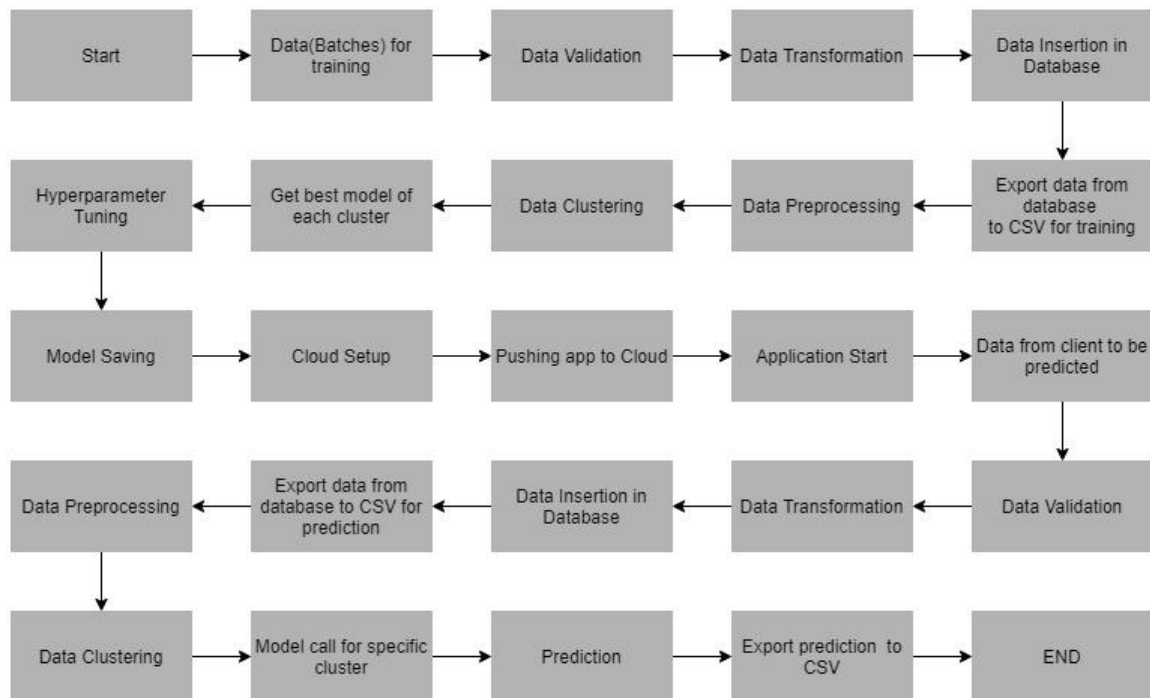 Start
Data(Batches) for
training
Data Validation
Data Transformation
Data Insertion in
Database
Export data from
database
to CSV for training
Data Preprocessing
Data Clustering
Get best model of
each cluster
Hyperparameter
Tuning
Model Saving
Cloud Setup
Pushing app to Cloud
Application Start
Data from client to be
predicted
Data Validation
Data Transformation
Data Insertion in
Database
Export data from
database to CSV for
prediction
Data Preprocessing
Data Clustering
Model call for specific
cluster
Prediction
Export prediction to
CSV
END